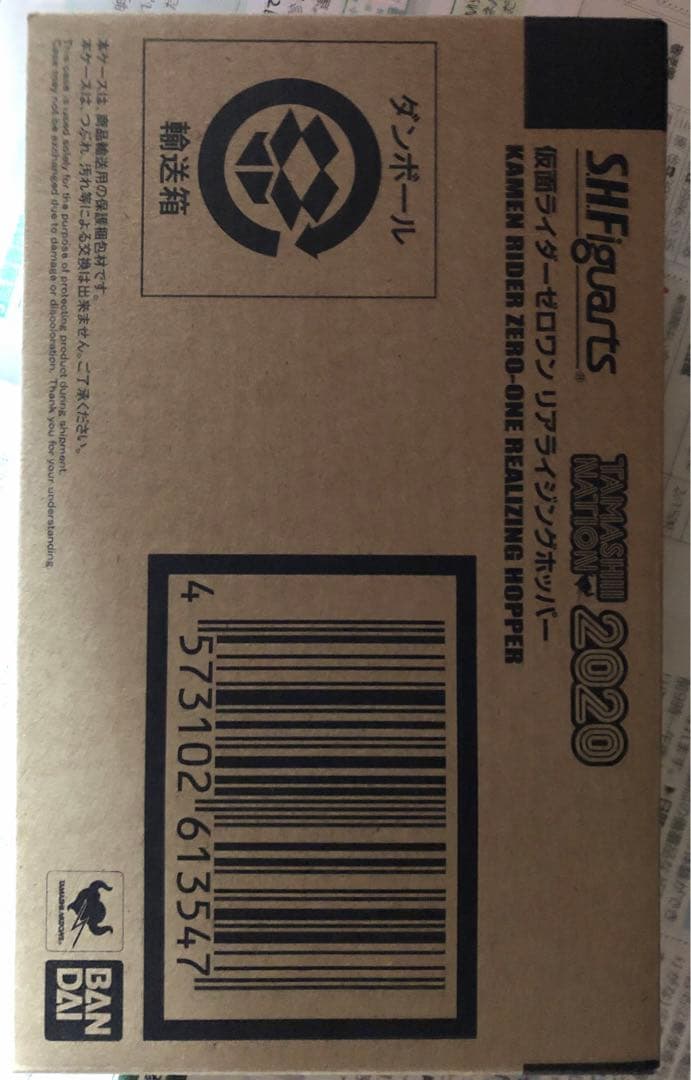 S.H.Figuarts®
TAMASHII
NATION
2020
仮面ライダーゼロワン リアライジングホッパー
KAMEN RIDER ZERO-ONE REALIZING HOPPER
ダンボール
輸送箱
4 573102 613547
本ケースは、商品輸送用の保護梱包材です。
本ケースは、つぶれ、汚れ等による交換は出来ません。ご了承ください。
This case is used solely for the purpose of protecting product during shipment.
Case may not be exchanged due to damage or discoloration. Thank you for your understanding.
TAMASHII NATIONS
BAN
DAI